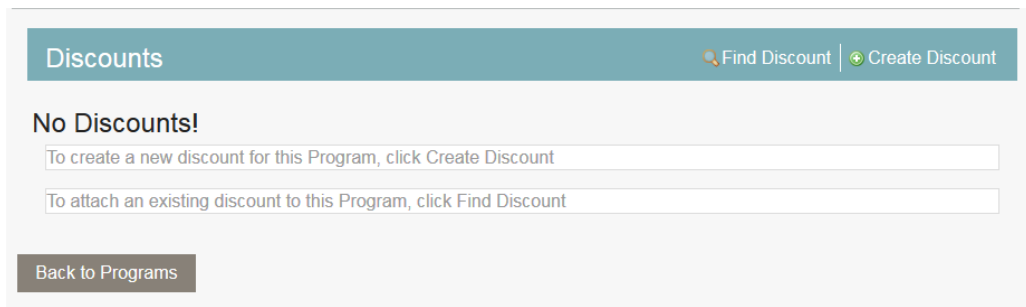 Discounts
Find Discount
Create Discount
No Discounts!
To create a new discount for this Program, click Create Discount
To attach an existing discount to this Program, click Find Discount
Back to Programs